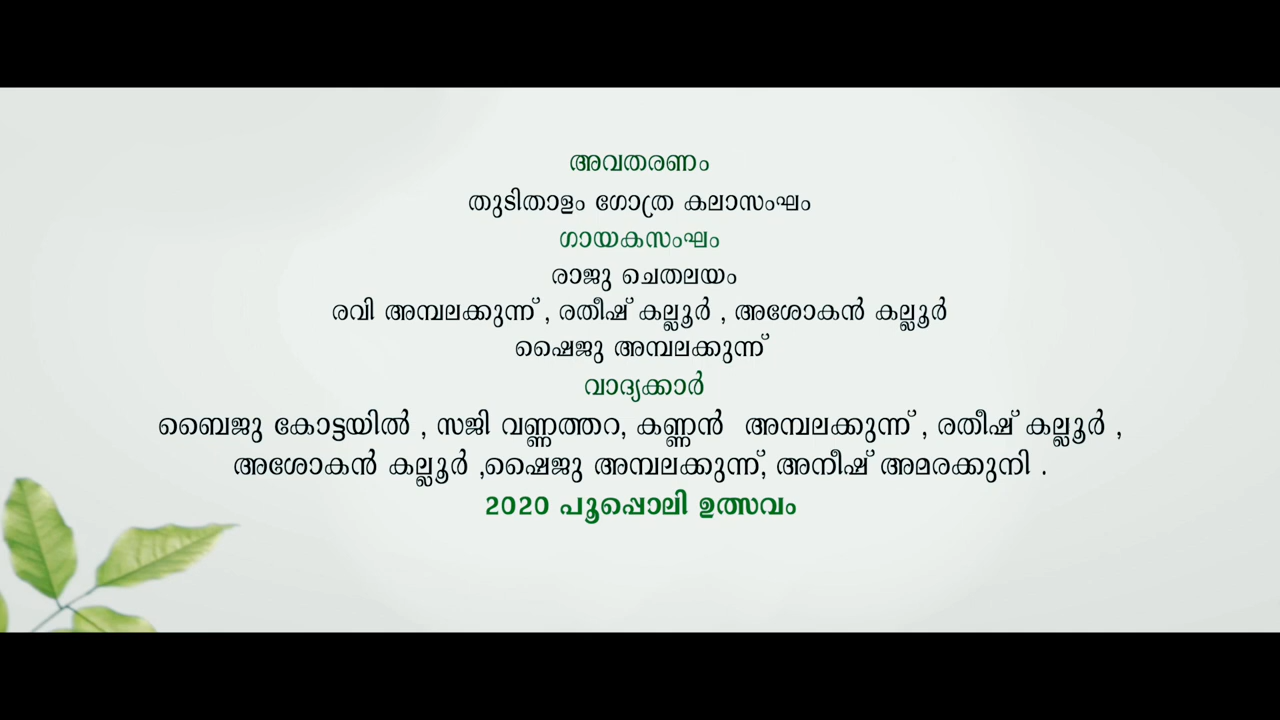 അവതരണം
തുടിതാളം ഗോത്ര കലാസംഘം
ഗായകസംഘം
രാജു ചെതലയം
രവി അമ്പലക്കുന്ന് , രതീഷ് കല്ലൂർ , അശോകൻ കല്ലൂർ
ഷൈജു അമ്പലക്കുന്ന്
വാദ്യക്കാർ
ബൈജു കോട്ടയിൽ , സജി വണ്ണത്തറ, കണ്ണൻ അമ്പലക്കുന്ന് , രതീഷ് കല്ലൂർ ,
അശോകൻ കല്ലൂർ ,ഷൈജു അമ്പലക്കുന്ന്, അനീഷ് അമരക്കുനി .
2020 പൂപ്പൊലി ഉത്സവം